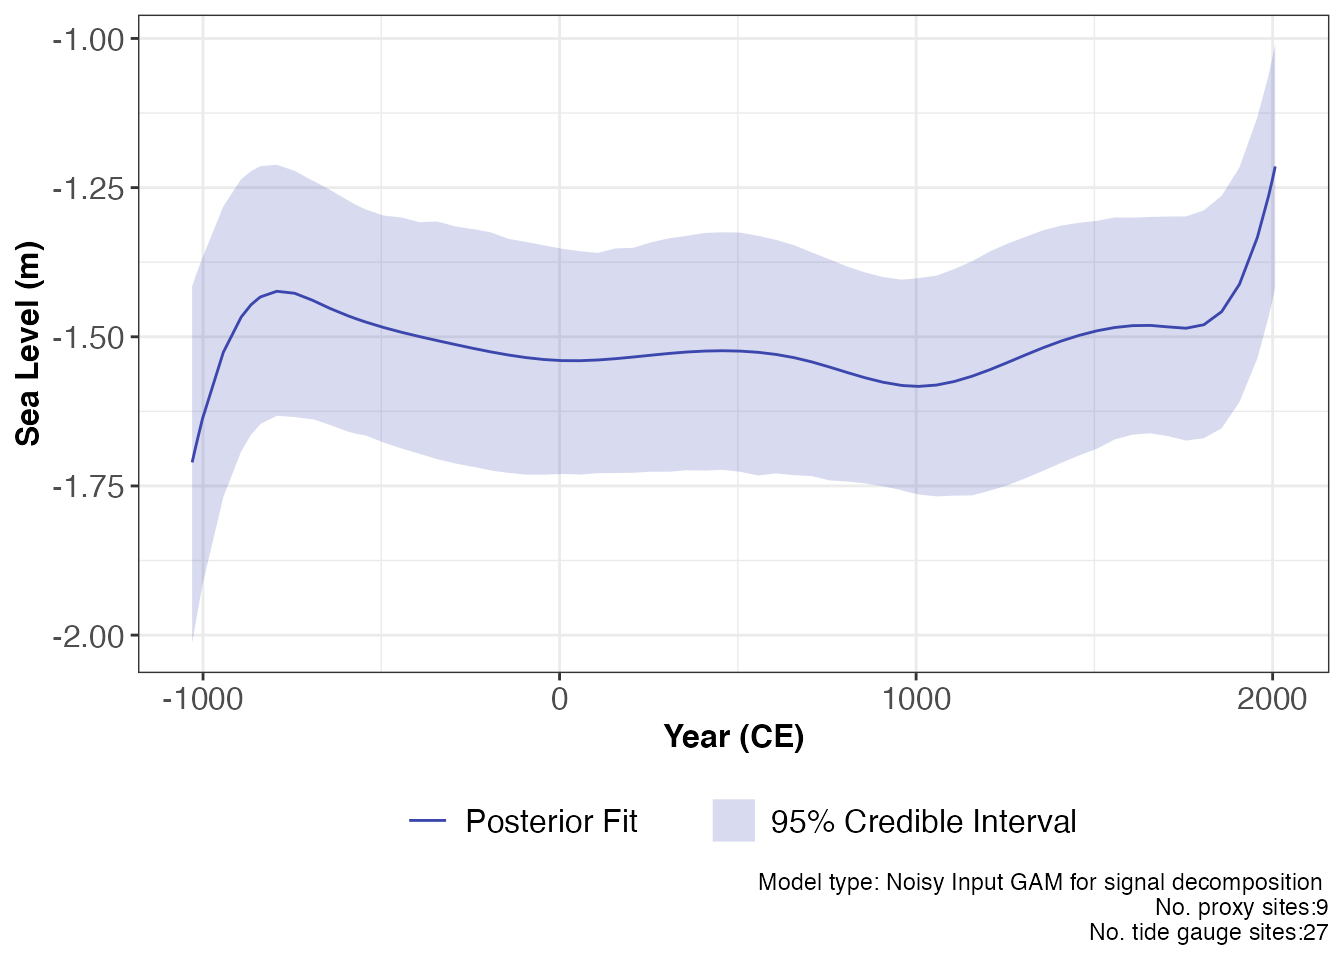 -1.00
-1.25
-1.50
-1.75
-2.00
Sea Level (m)
-1000 0 1000 2000
Year (CE)
Posterior Fit 95% Credible Interval
Model type: Noisy Input GAM for signal decomposition
No. proxy sites:9
No. tide gauge sites:27